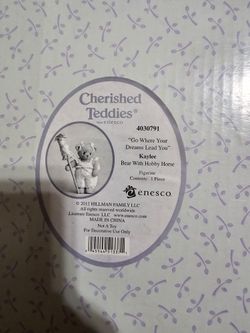 Cherished
Teddies®
enesco
4030791
"Go Where Your
Dreams Lead You"
Kaylee
Bear With Hobby Horse
Figurine
Contents: 1 Piece
enesco.
© 2012 HILLMAN FAMILY LLC
All rights reserved worldwide
Licensee Enesco LLC www.enesco.com
MADE IN CHINA
Not A Toy
For Decorative Use Only